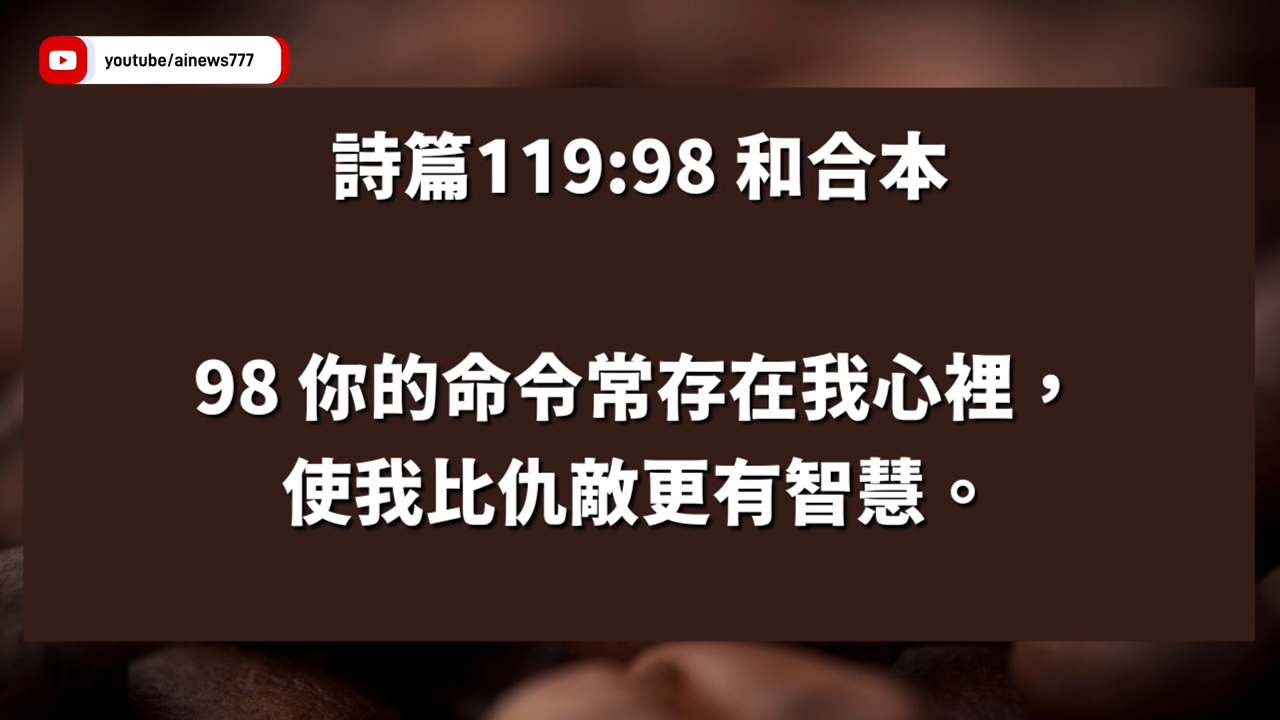 youtube/ainews777
詩篇119:98 和合本
98 你的命令常存在我心裡，
使我比仇敵更有智慧。